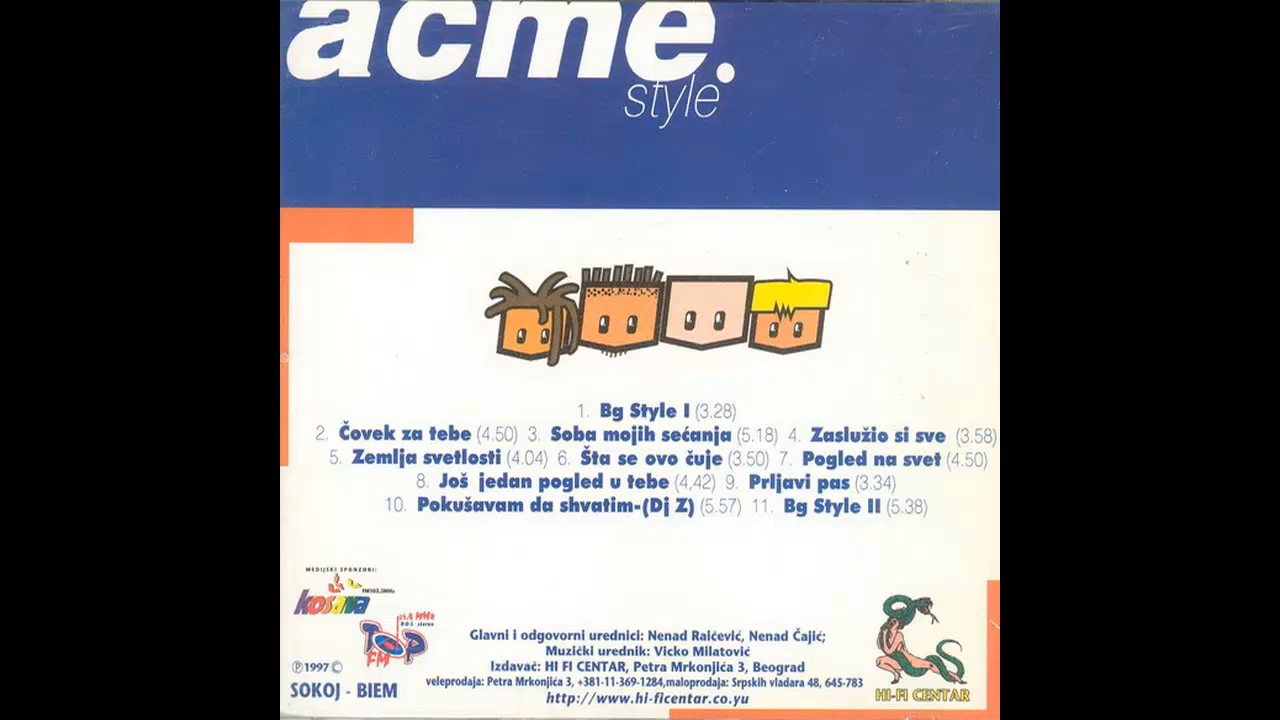 acme.
style
1. Bg Style I (3.28)
2. Čovek za tebe (4.50) 3. Soba mojih sećanja (5.18) 4. Zaslužio si sve (3.58)
5. Zemlja svetlosti (4.04) 6. Šta se ovo čuje (3.50) 7. Pogled na svet (4.50)
8. Još jedan pogled u tebe (4,42) 9. Prljavi pas (3.34)
10. Pokušavam da shvatim-(Dj Z) (5.57) 11. Bg Style II (5.38)
MEDIJSKI SPONZORI:
kosava
TOP
FM
Ⓟ1997©
SOKOJ - BIEM
Glavni i odgovorni urednici: Nenad Raičević, Nenad Čajić;
Muzički urednik: Vicko Milatović
Izdavač: HI FI CENTAR, Petra Mrkonjića 3, Beograd
veleprodaja: Petra Mrkonjića 3, +381-11-369-1284,maloprodaja: Srpskih vladara 48, 645-783
http://www.hi-ficentar.co.yu
HI-FI CENTAR